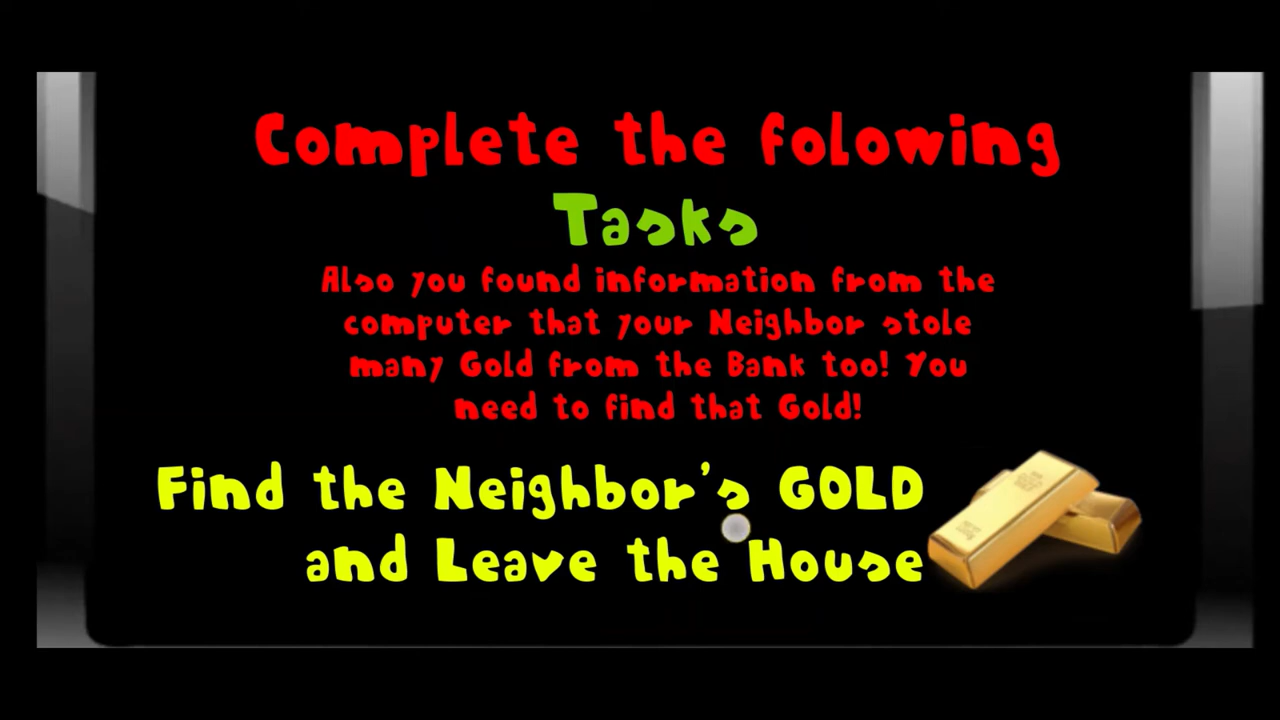 Complete the folowing
Tasks
Also you found information from the
computer that your Neighbor stole
many Gold from the Bank too! You
need to find that Gold!
Find the Neighbor's GOLD
and Leave the House